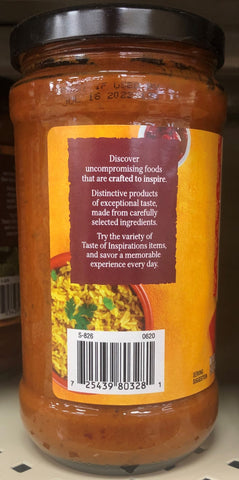 Discover
uncompromising foods
that are crafted to inspire.
Distinctive products
of exceptional taste,
made from carefully
selected ingredients.
Try the variety of
Taste of Inspirations items,
and savor a memorable
experience every day.
S-826 0620
7 25439 80328 1
SERVING
SUGGESTION